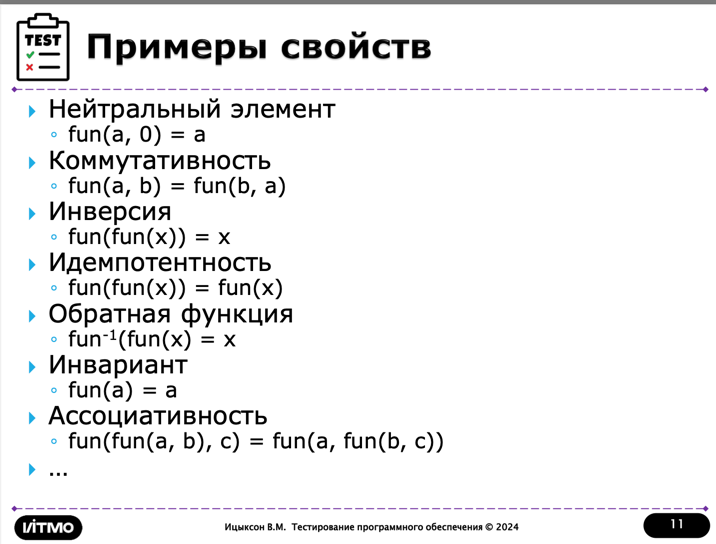 TEST
Примеры свойств
Нейтральный элемент
fun(a, 0) = a
Коммутативность
fun(a, b) = fun(b, a)
Инверсия
fun(fun(x)) = x
Идемпотентность
fun(fun(x)) = fun(x)
Обратная функция
fun⁻¹(fun(x) = x
Инвариант
fun(a) = a
Ассоциативность
fun(fun(a, b), c) = fun(a, fun(b, c))
...
ИТМО
Ицыксон В.М. Тестирование программного обеспечения © 2024
11